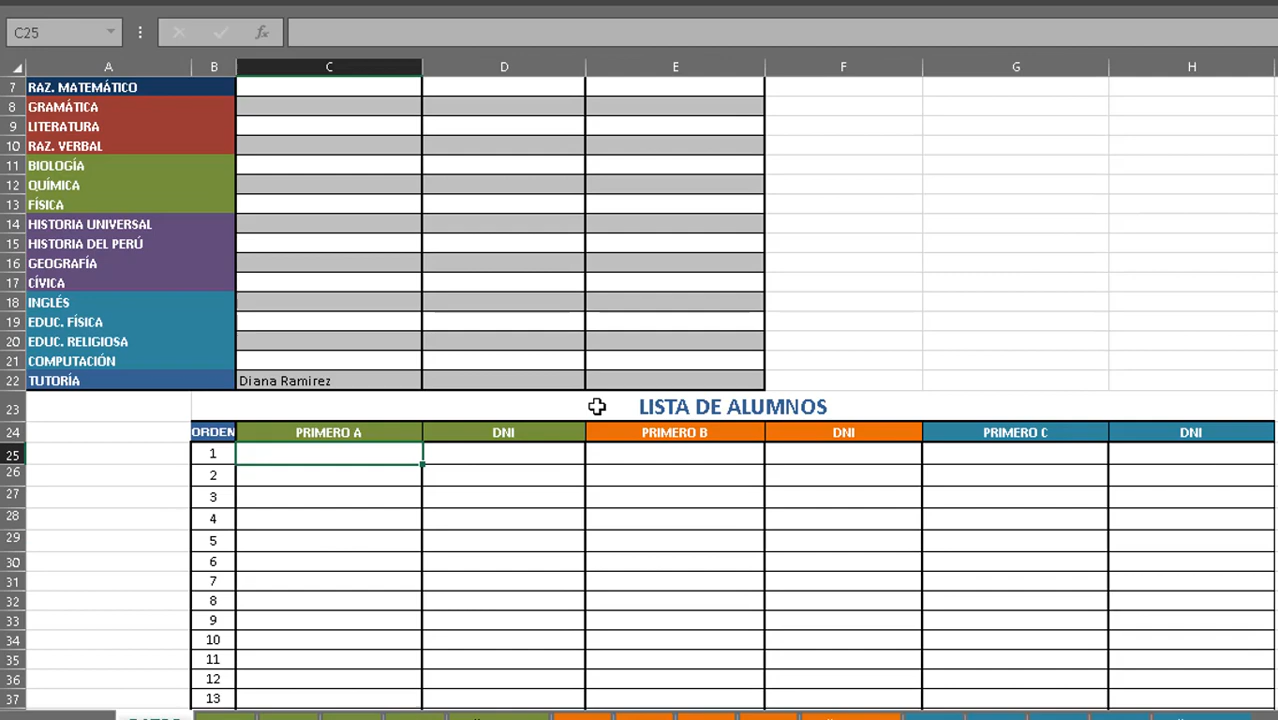 C25 fx
A B C D E F G H
7 RAZ. MATEMÁTICO
8 GRAMÁTICA
9 LITERATURA
10 RAZ. VERBAL
11 BIOLOGÍA
12 QUÍMICA
13 FÍSICA
14 HISTORIA UNIVERSAL
15 HISTORIA DEL PERÚ
16 GEOGRAFÍA
17 CÍVICA
18 INGLÉS
19 EDUC. FÍSICA
20 EDUC. RELIGIOSA
21 COMPUTACIÓN
22 TUTORÍA Diana Ramirez
23 LISTA DE ALUMNOS
24 ORDEN PRIMERO A DNI PRIMERO B DNI PRIMERO C DNI
25 1
26 2
27 3
28 4
29 5
30 6
31 7
32 8
33 9
34 10
35 11
36 12
37 13